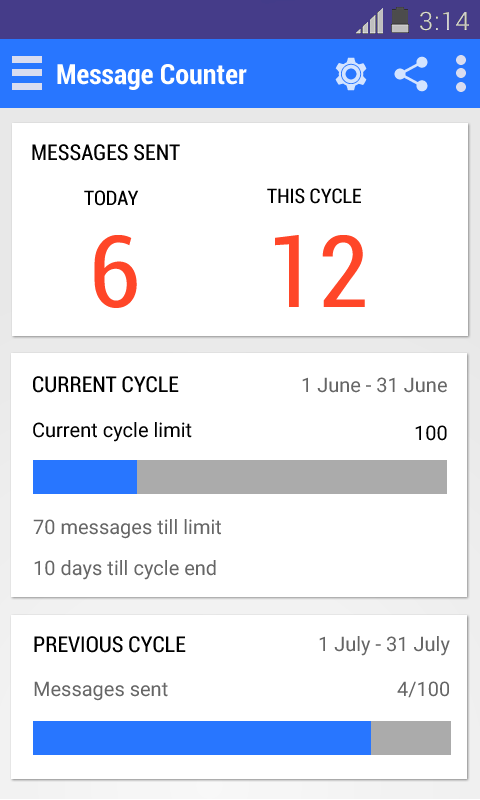 3:14
Message Counter
MESSAGES SENT
TODAY THIS CYCLE
6 12
CURRENT CYCLE 1 June - 31 June
Current cycle limit 100
70 messages till limit
10 days till cycle end
PREVIOUS CYCLE 1 July - 31 July
Messages sent 4/100